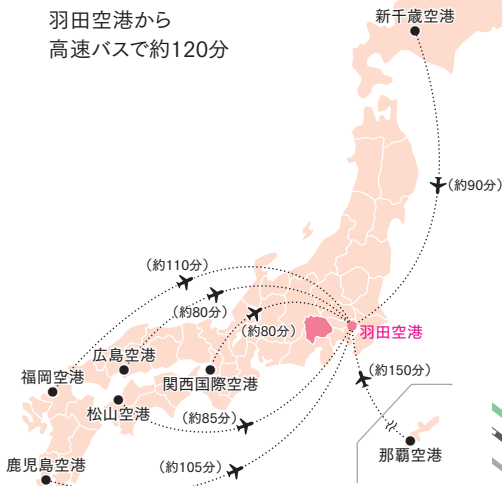 羽田空港から
高速バスで約120分
新千歳空港
(約90分)
(約110分)
(約80分)
(約80分)
羽田空港
広島空港
福岡空港
関西国際空港
(約150分)
松山空港
(約85分)
那覇空港
鹿児島空港
(約105分)